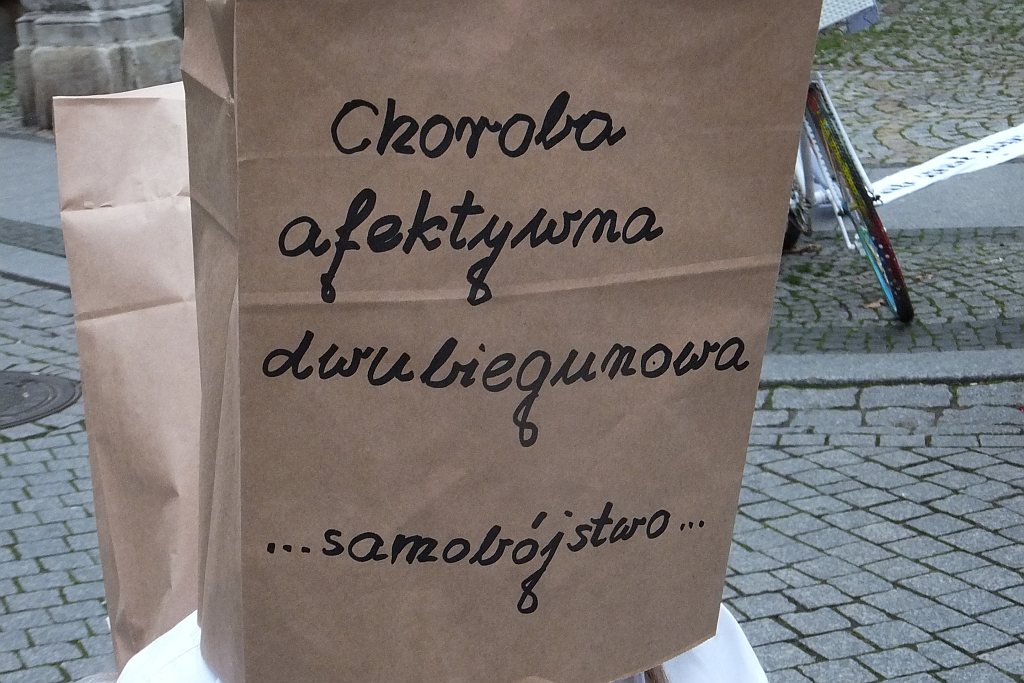 Choroba
afektywna
dwubiegunowa
...samobójstwo...